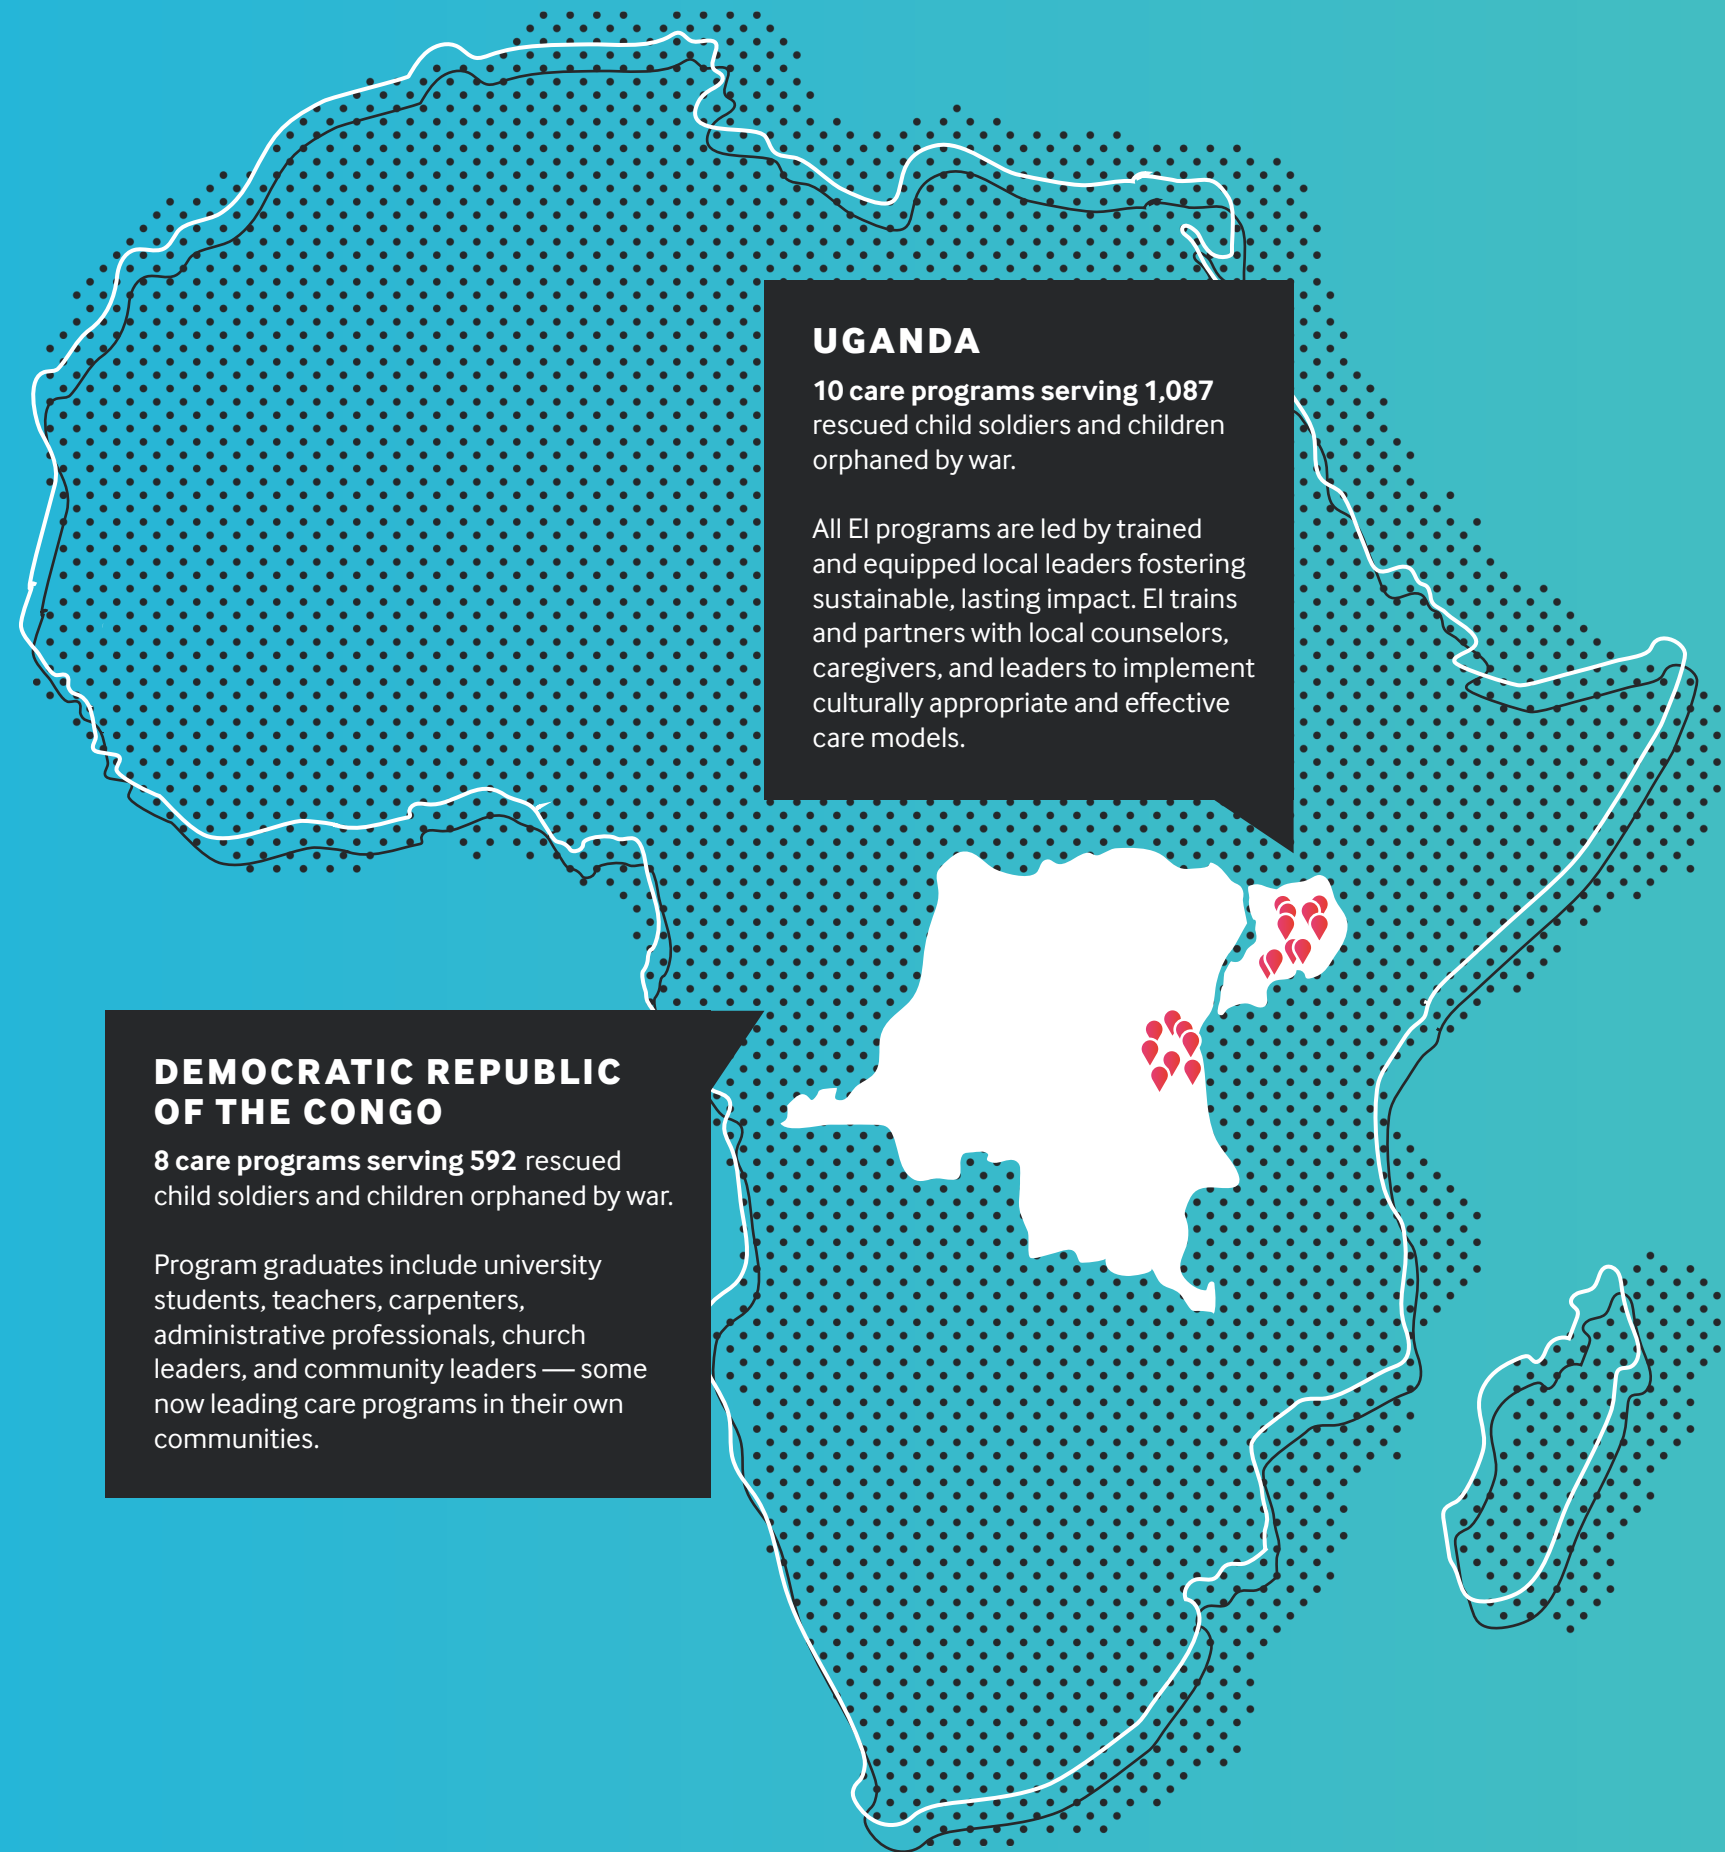 UGANDA
10 care programs serving 1,087
rescued child soldiers and children
orphaned by war.
All EI programs are led by trained
and equipped local leaders fostering
sustainable, lasting impact. EI trains
and partners with local counselors,
caregivers, and leaders to implement
culturally appropriate and effective
care models.
DEMOCRATIC REPUBLIC
OF THE CONGO
8 care programs serving 592 rescued
child soldiers and children orphaned by war.
Program graduates include university
students, teachers, carpenters,
administrative professionals, church
leaders, and community leaders — some
now leading care programs in their own
communities.